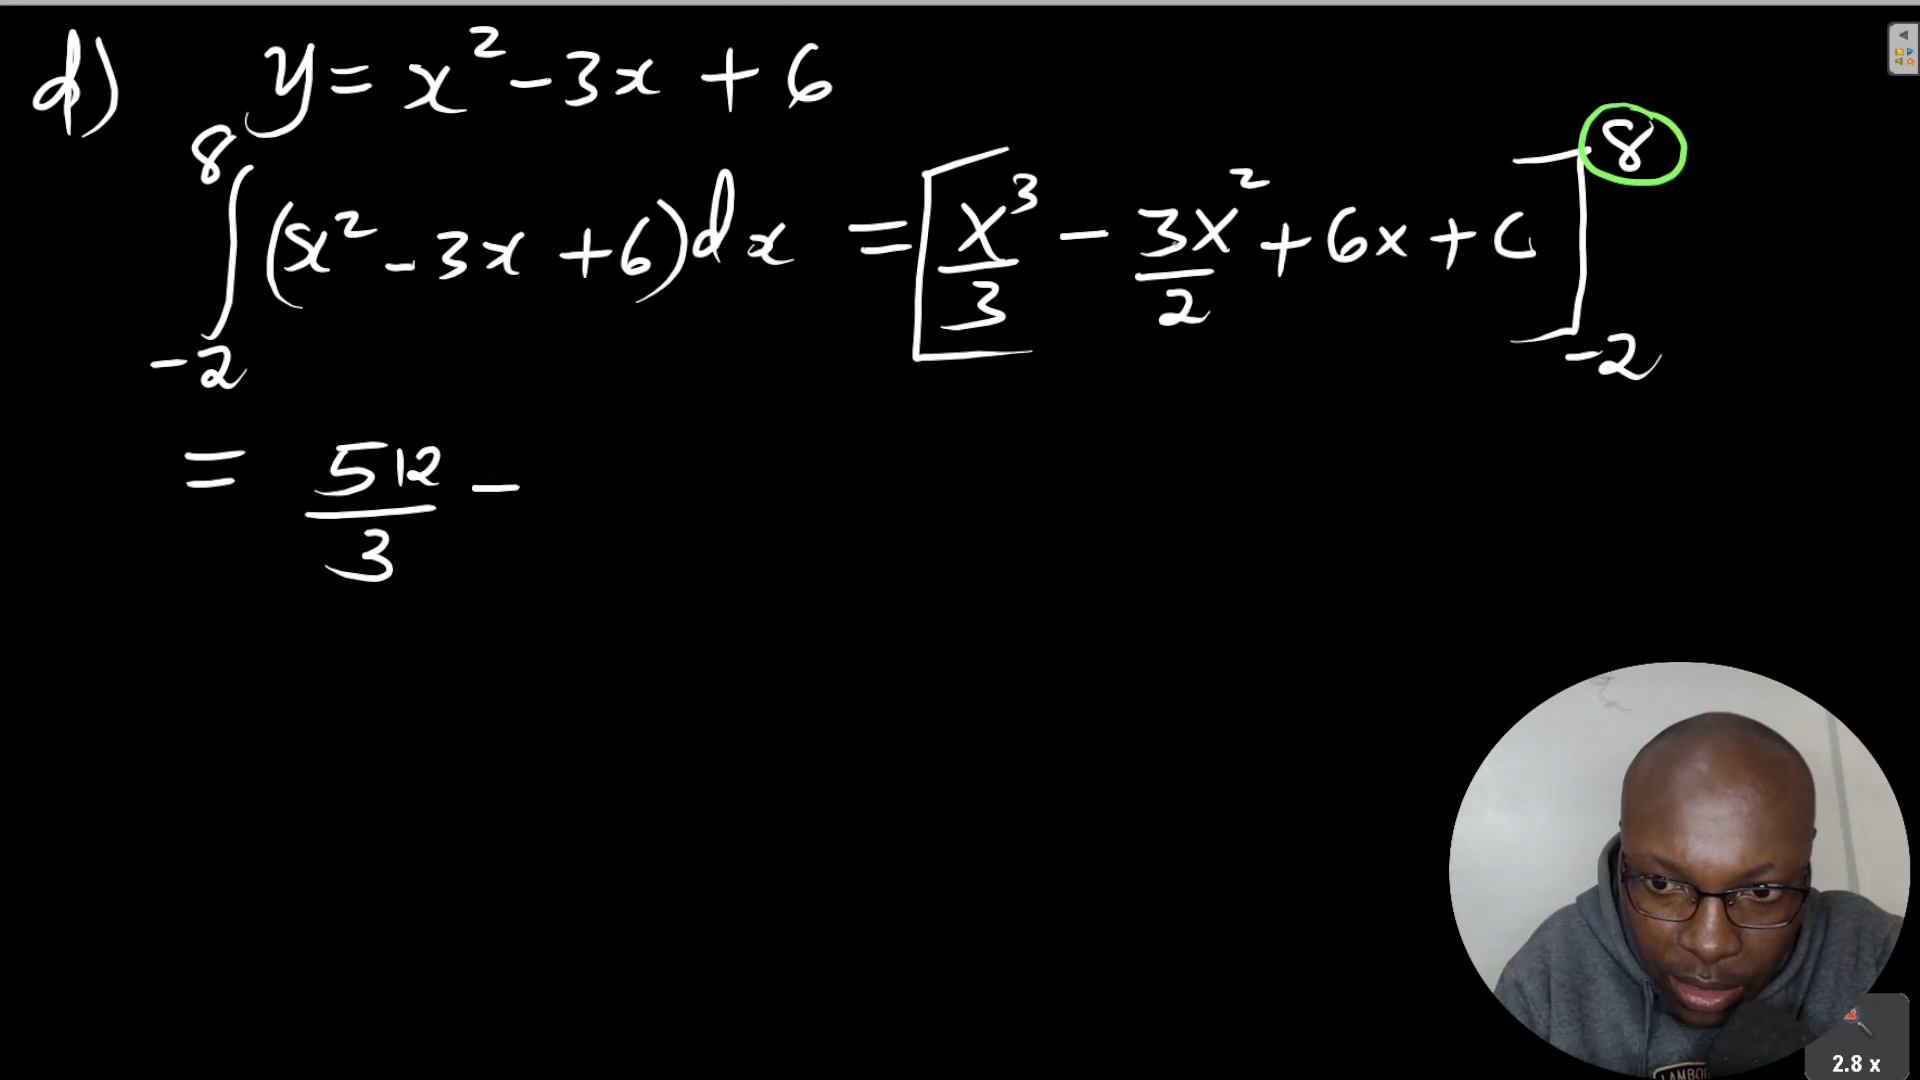 d) y = x² - 3x + 6
∫₋₂⁸ (x² - 3x + 6) dx = [x³/3 - 3x²/2 + 6x + C]₋₂⁸
= 512/3 -
2.8 x